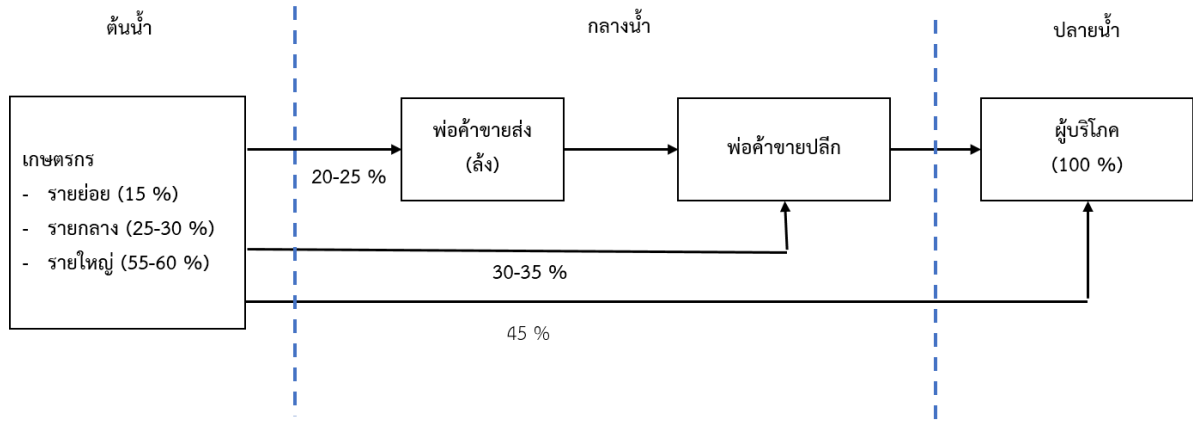 ต้นน้ำ
กลางน้ำ
ปลายน้ำ
เกษตรกร
- รายย่อย (15 %)
- รายกลาง (25-30 %)
- รายใหญ่ (55-60 %)
20-25 %
พ่อค้าขายส่ง
(ล้ง)
พ่อค้าขายปลีก
ผู้บริโภค
(100 %)
30-35 %
45 %